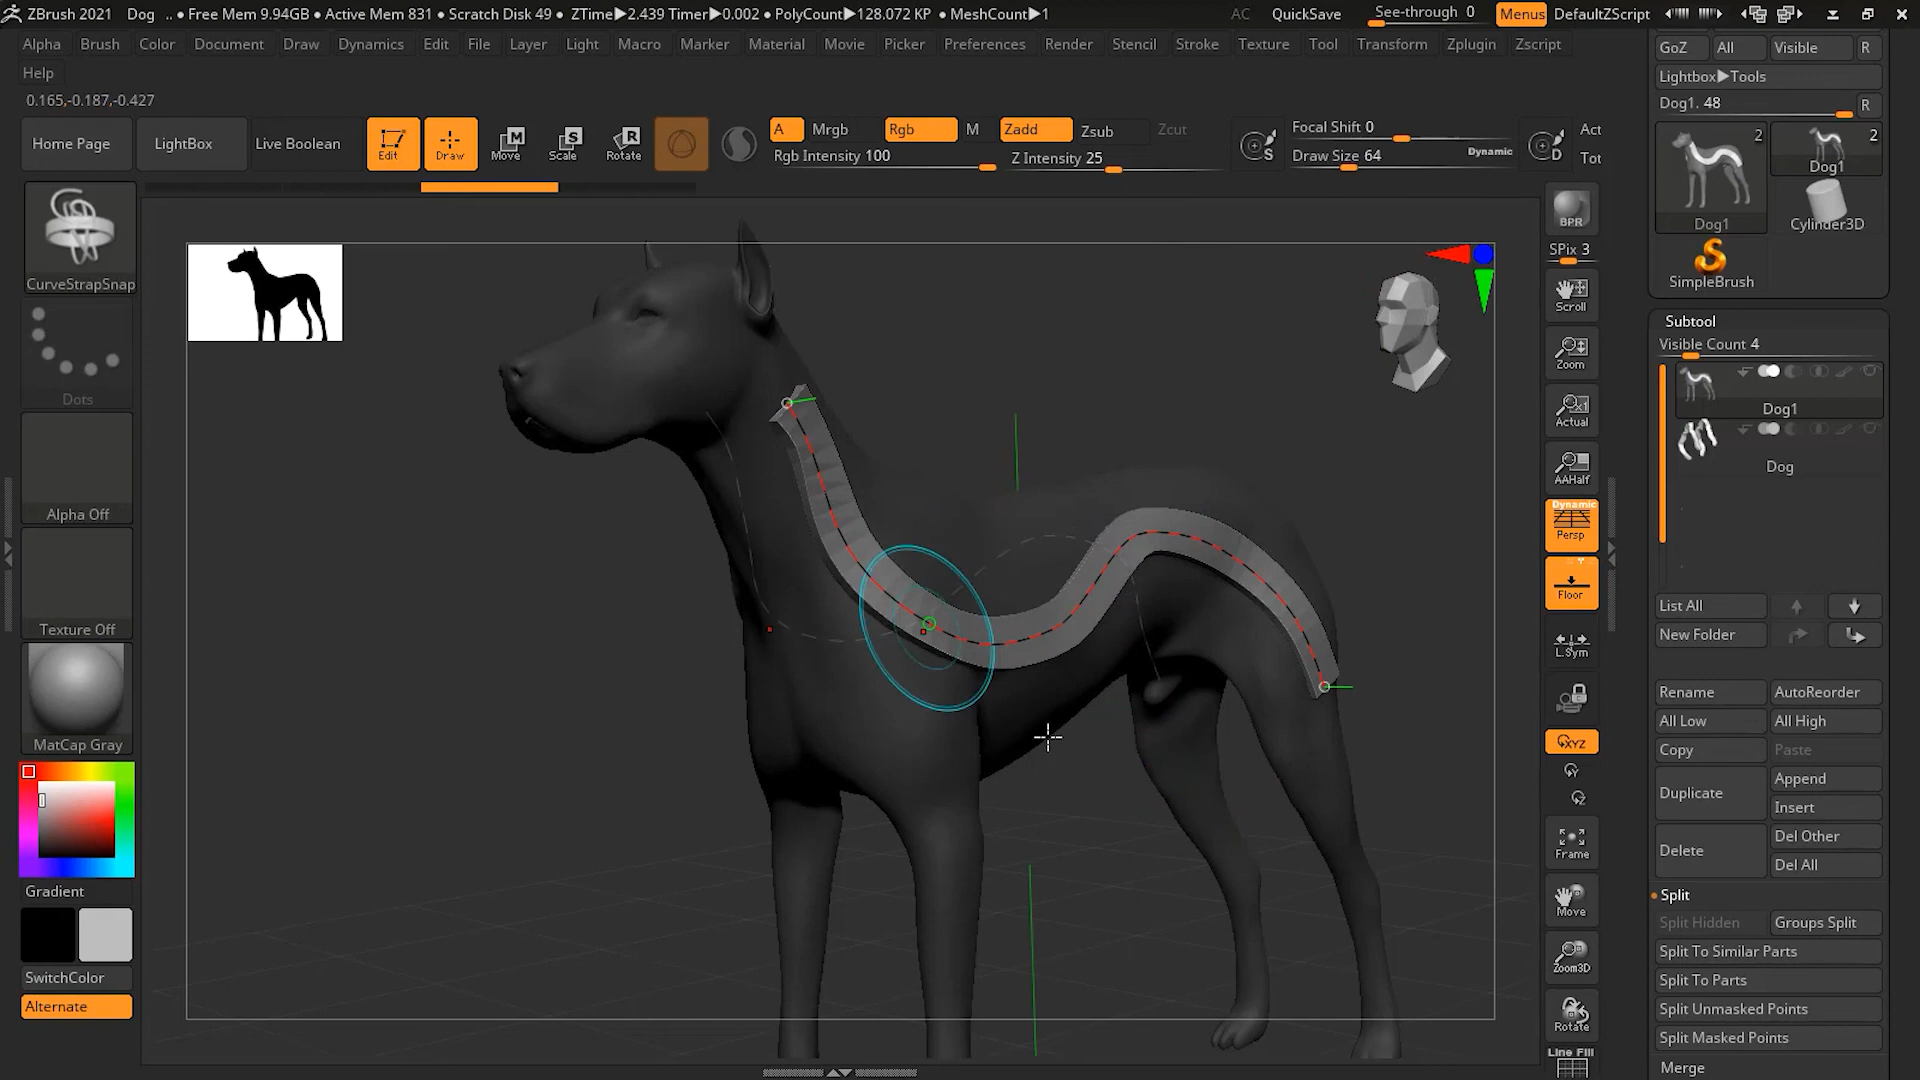 ZBrush 2021 Dog .. • Free Mem 9.94GB • Active Mem 831 • Scratch Disk 49 • ZTime▶2.439 Timer▶0.002 • PolyCount▶128.072 KP • MeshCount▶1 AC QuickSave See-through 0 Menus DefaultZScript
Alpha Brush Color Document Draw Dynamics Edit File Layer Light Macro Marker Material Movie Picker Preferences Render Stencil Stroke Texture Tool Transform Zplugin Zscript
Help
0.165,-0.187,-0.427
Home Page LightBox Live Boolean Edit Draw Move Scale Rotate
M S R
A Mrgb Rgb M Zadd Zsub Zcut
Rgb Intensity 100 Z Intensity 25
S Focal Shift 0
Draw Size 64 Dynamic
D Act
Tot
CurveStrapSnap
Dots
Alpha Off
Texture Off
MatCap Gray
Gradient
SwitchColor
Alternate
BPR
SPix 3
Scroll
Zoom
Actual
AAHalf
Dynamic
Persp
Floor
L.Sym
XYZ
Frame
Move
Zoom3D
Rotate
Line Fill
GoZ All Visible R
Lightbox▶Tools
Dog1. 48 R
2 2
Dog1
Dog1 Cylinder3D
SimpleBrush
Subtool
Visible Count 4
Dog1
Dog
List All
New Folder
Rename AutoReorder
All Low All High
Copy Paste
Duplicate Append
Insert
Delete Del Other
Del All
Split
Split Hidden Groups Split
Split To Similar Parts
Split To Parts
Split Unmasked Points
Split Masked Points
Merge